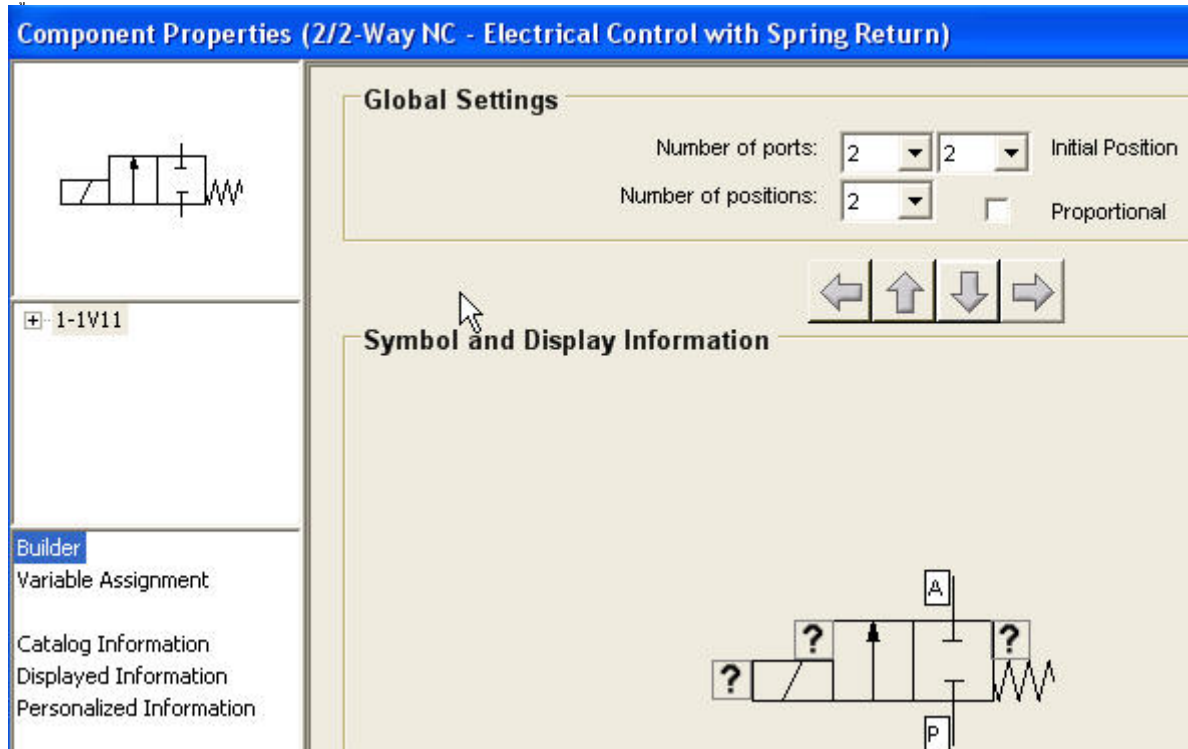 Component Properties (2/2-Way NC - Electrical Control with Spring Return)
Global Settings
Number of ports: 2 2 Initial Position
Number of positions: 2 Proportional
1-1V11
Symbol and Display Information
Builder
Variable Assignment
Catalog Information
Displayed Information
Personalized Information
A
? ?
?
P